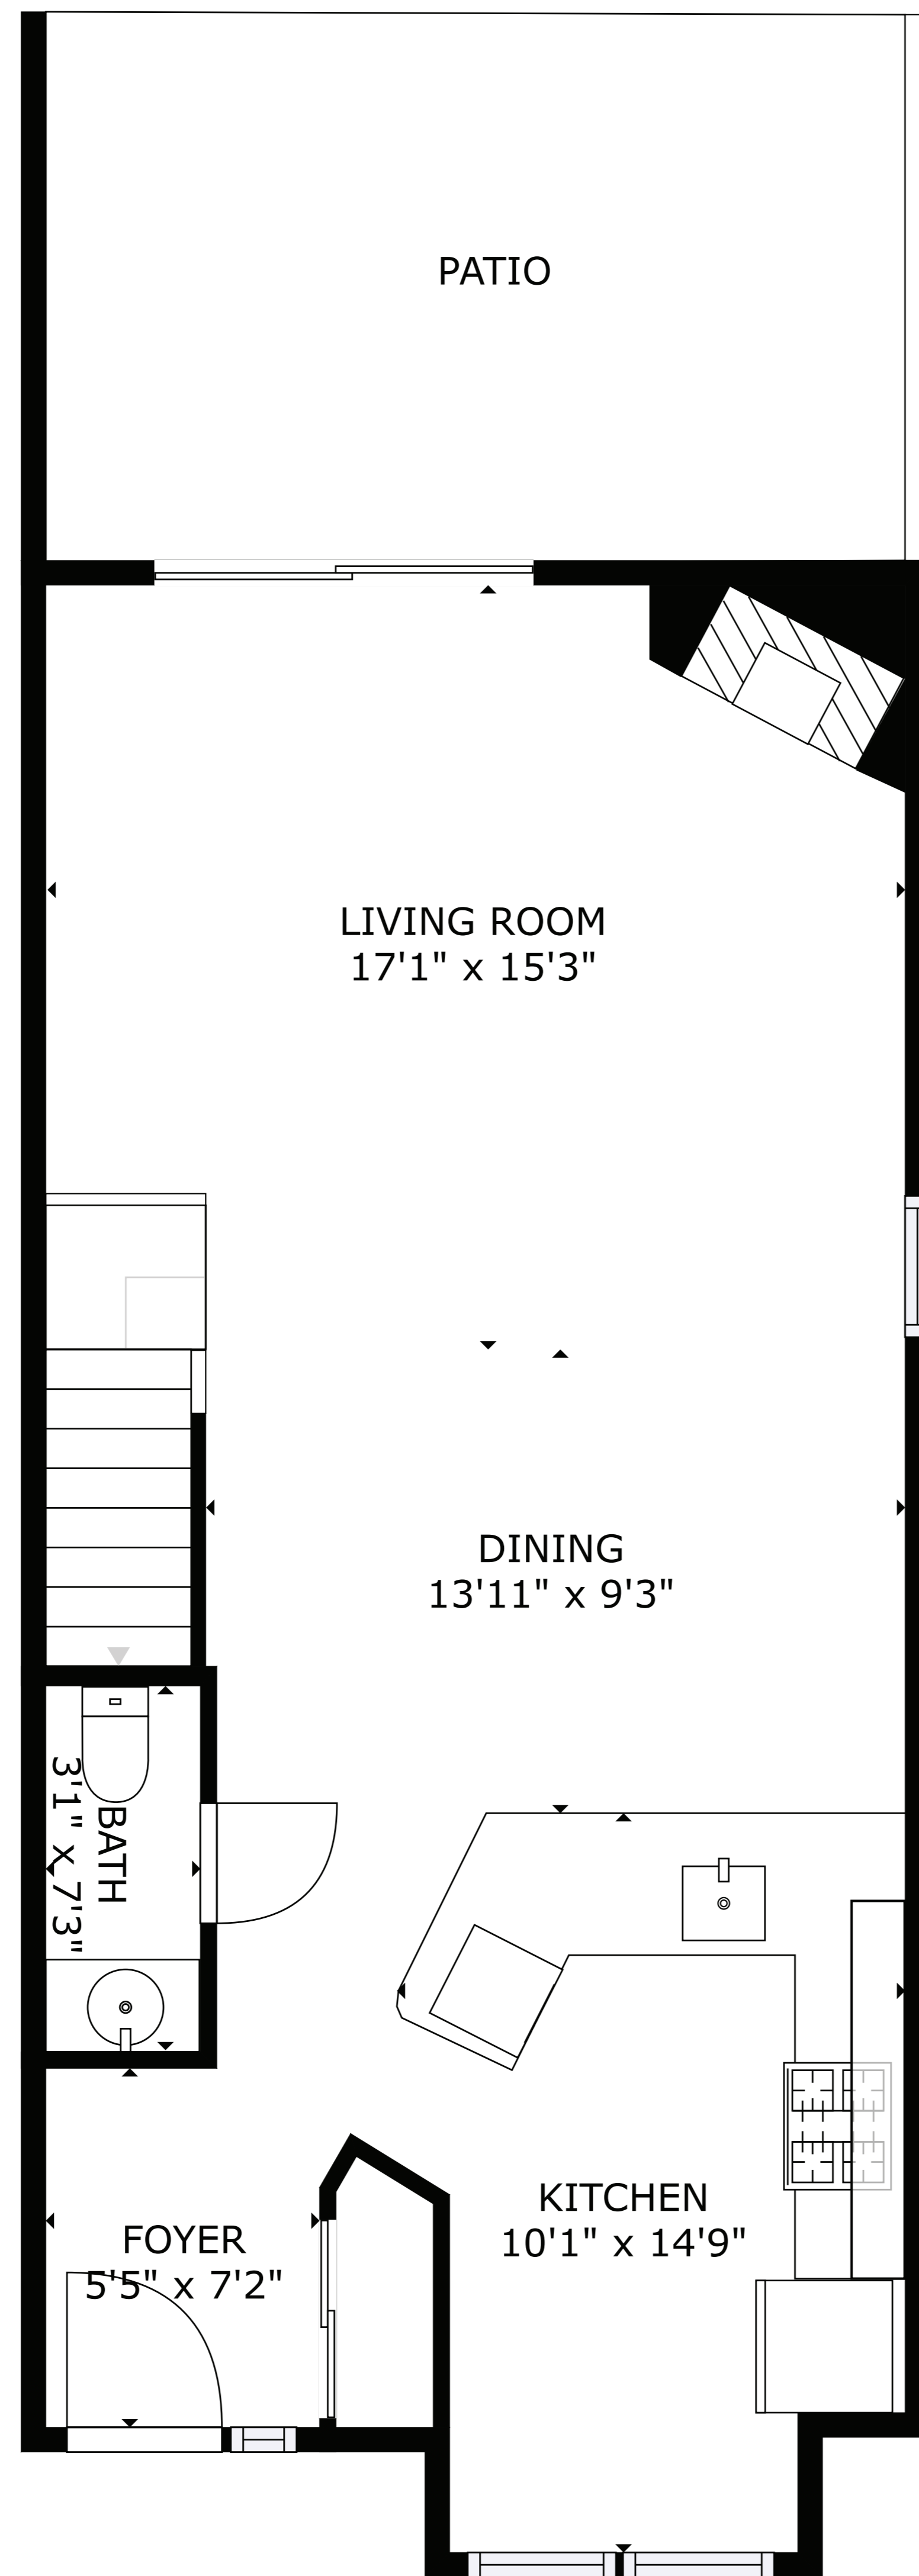 PATIO
LIVING ROOM
17'1" x 15'3"
DINING
13'11" x 9'3"
BATH
3'1" x 7'3"
KITCHEN
10'1" x 14'9"
FOYER
5'5" x 7'2"